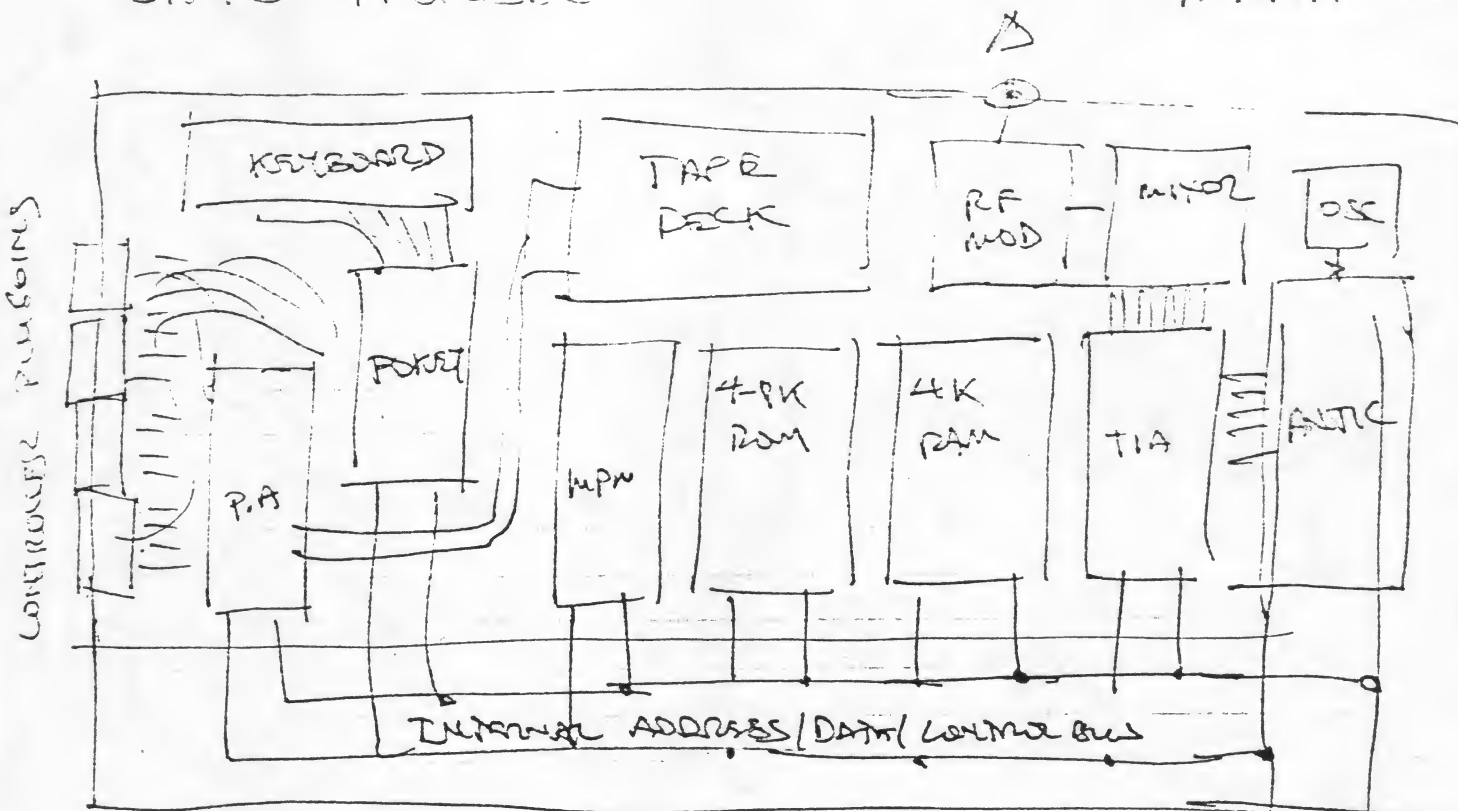 KEYBOARD
TAPE
DECK
RF
MOD
MIXOR
OSC
POKEY
P.A
MPU
4-8K
ROM
4K
RAM
TIA
ANTIC
INTERNAL ADDRESS/DATA/CONTROL BUS
CONTROLLER